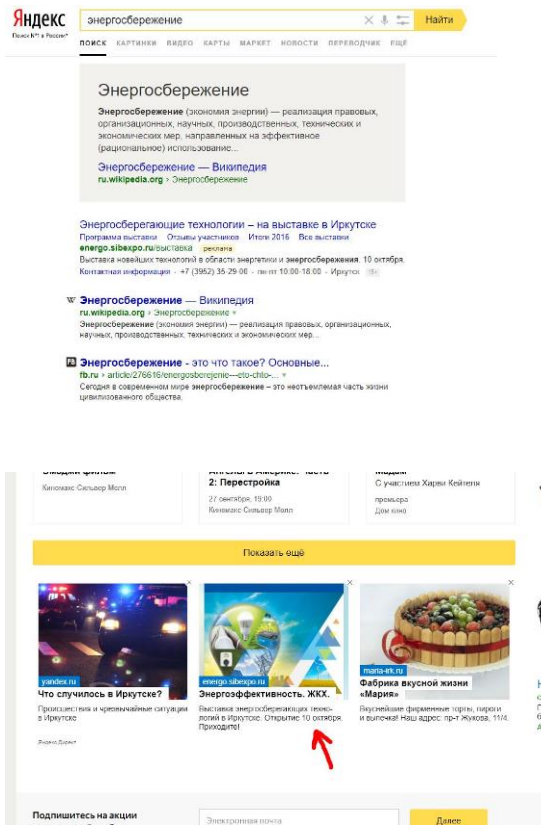 Яндекс
Поиск №1 в России*
энергосбережение
Найти
ПОИСК КАРТИНКИ ВИДЕО КАРТЫ МАРКЕТ НОВОСТИ ПЕРЕВОДЧИК ЕЩЁ
Энергосбережение
Энергосбережение (экономия энергии) — реализация правовых,
организационных, научных, производственных, технических и
экономических мер, направленных на эффективное
(рациональное) использование...
Энергосбережение — Википедия
ru.wikipedia.org › Энергосбережение
Энергосберегающие технологии – на выставке в Иркутске
Программа выставки Отзывы участников Итоги 2016 Все выставки
energo.sibexpo.ru/выставка реклама
Выставка новейших технологий в области энергетики и энергосбережения. 10 октября.
Контактная информация · +7 (3952) 35-29-00 · пн-пт 10:00-18:00 · Иркутск
W Энергосбережение — Википедия
ru.wikipedia.org › Энергосбережение
Энергосбережение (экономия энергии) — реализация правовых, организационных,
научных, производственных, технических и экономических мер...
FB Энергосбережение - это что такое? Основные...
fb.ru › article/276616/energosberejenie---eto-chto-...
Сегодня в современном мире энергосбережение – это неотъемлемая часть жизни
цивилизованного общества.
2: Перестройка
С участием Харви Кейтеля
Киномакс Сильвер Молл
27 сентября, 19:00
Киномакс Сильвер Молл
премьера
Дом кино
Показать ещё
yandex.ru
Что случилось в Иркутске?
Происшествия и чрезвычайные ситуации
в Иркутске
Яндекс.Директ
energo.sibexpo.ru
Энергоэффективность. ЖКХ.
Выставка энергосберегающих техно-
логий в Иркутске. Открытие 10 октября.
Приходите!
maria-irk.ru
Фабрика вкусной жизни
«Мария»
Вкуснейшие фирменные торты, пироги
и выпечка! Наш адрес: пр-т Жукова, 11/4
Подпишитесь на акции
Электронная почта
Далее